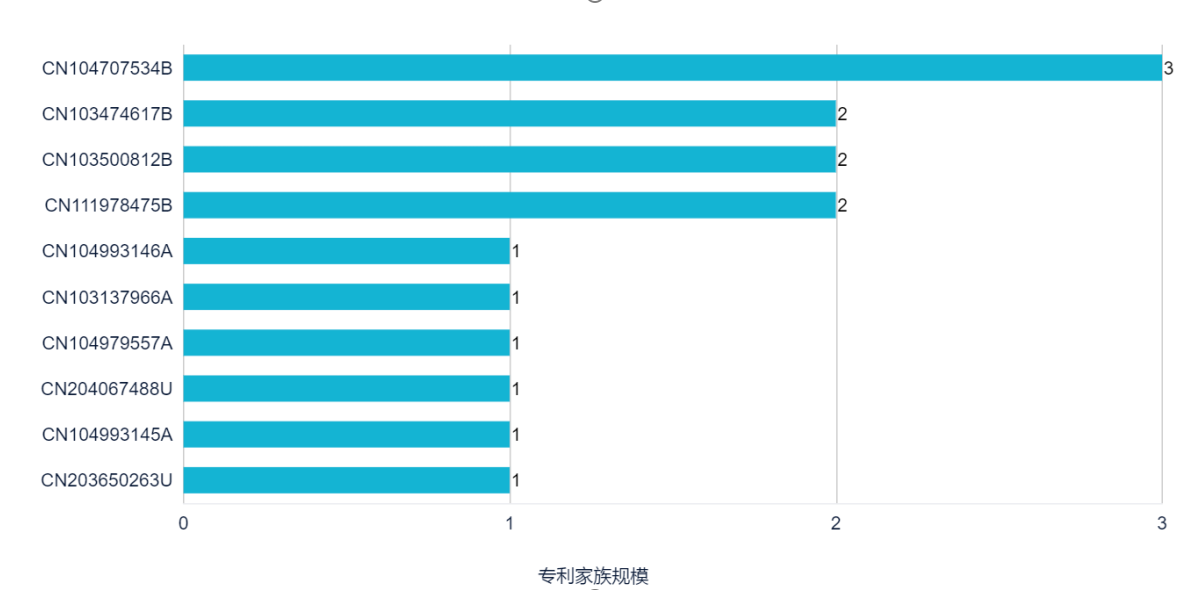 CN104707534B 3
CN103474617B 2
CN103500812B 2
CN111978475B 2
CN104993146A 1
CN103137966A 1
CN104979557A 1
CN204067488U 1
CN104993145A 1
CN203650263U 1
0 1 2 3
专利家族规模